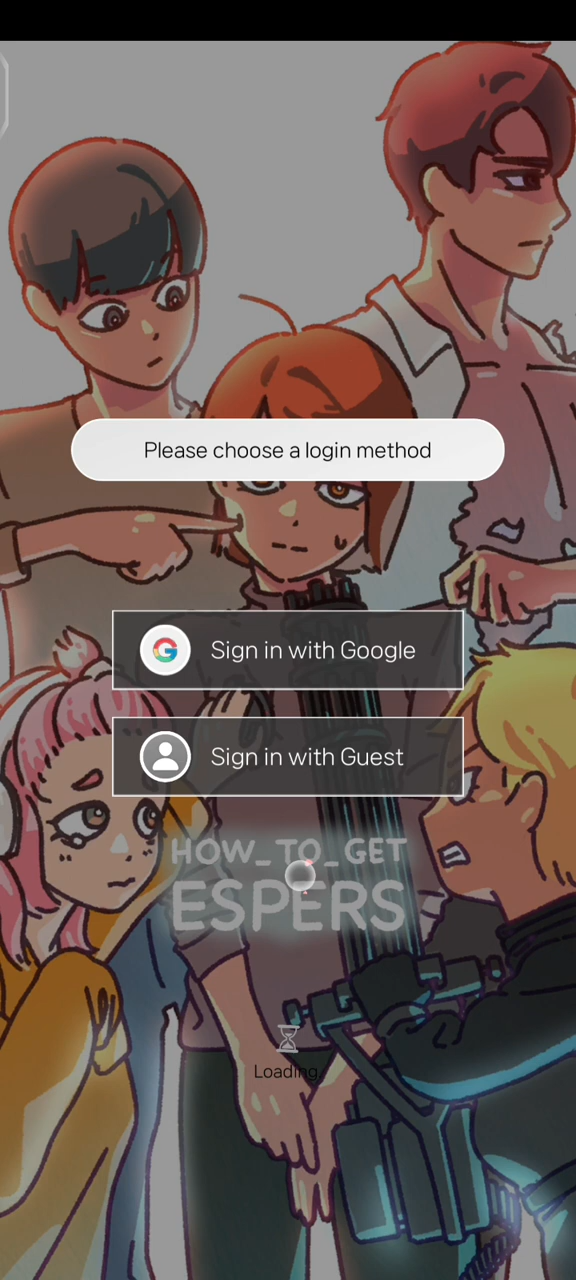 Please choose a login method
Sign in with Google
Sign in with Guest
HOW_TO_GET
ESPERS
Loading.